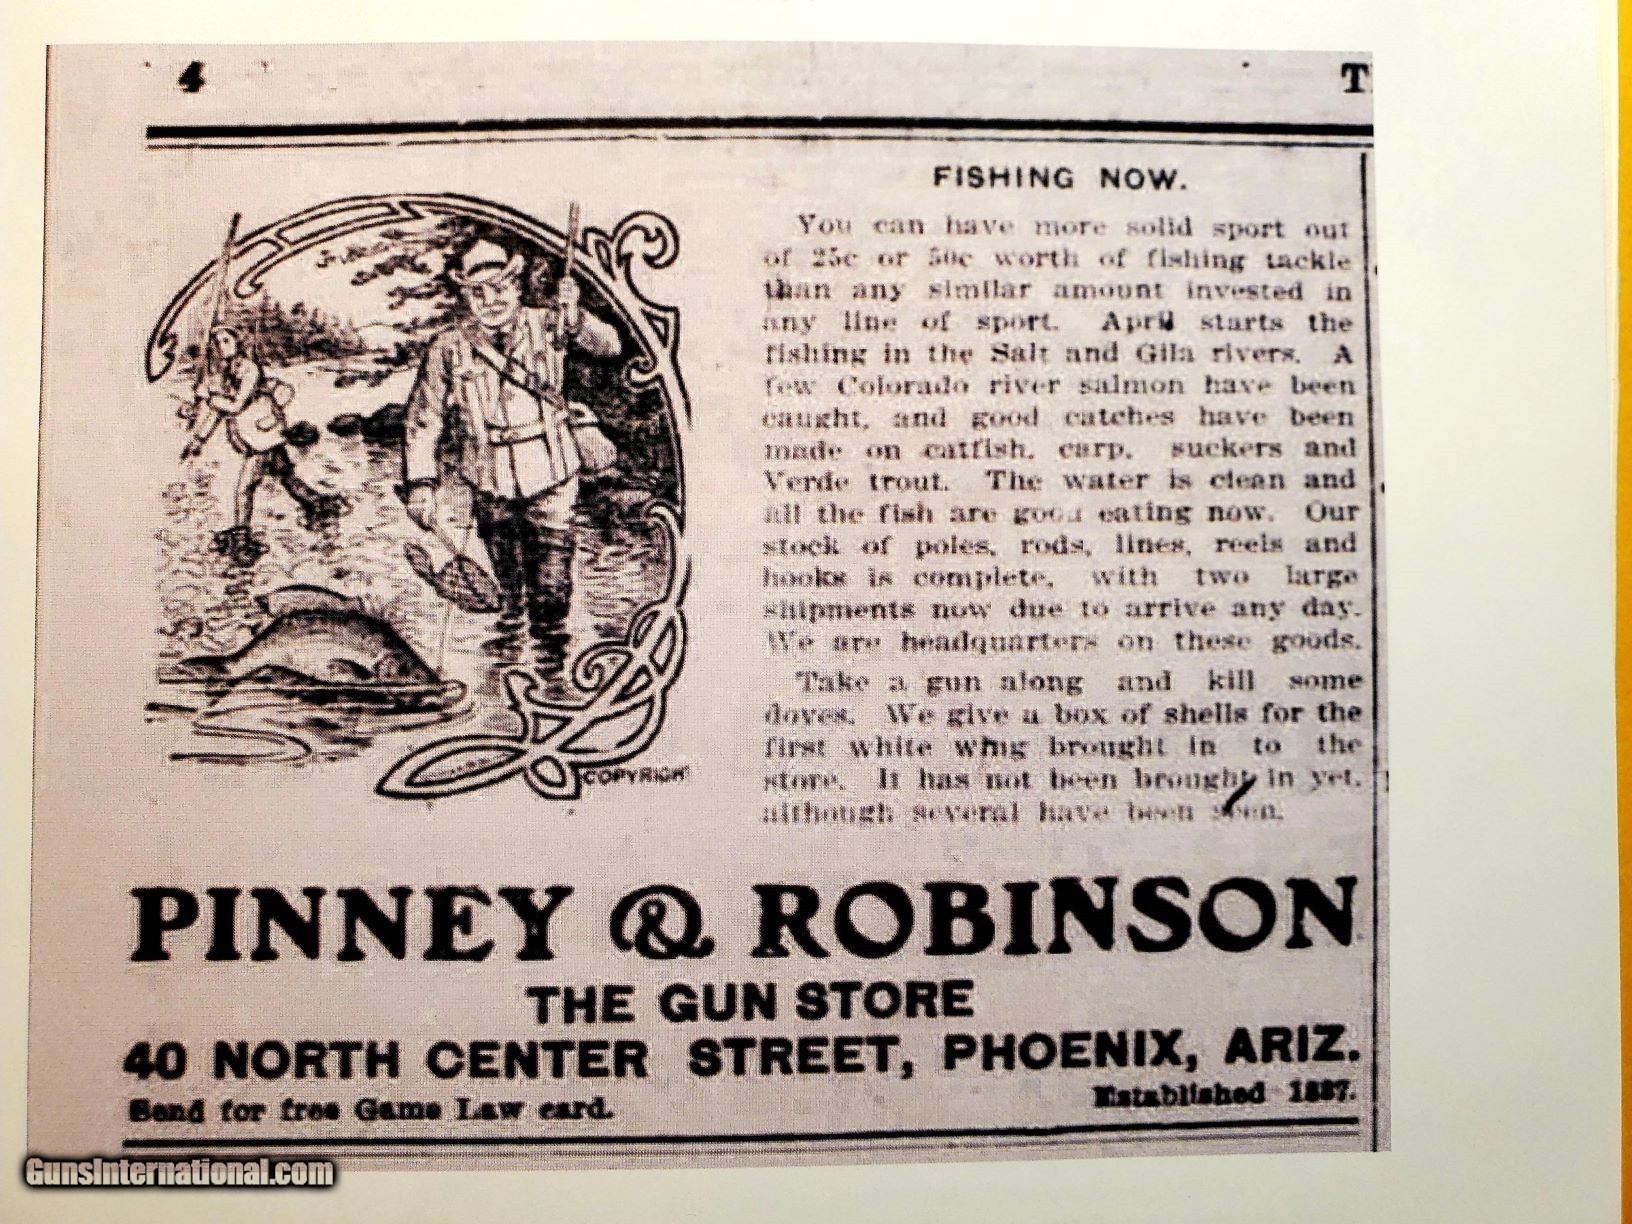 4
T
FISHING NOW.
You can have more solid sport out
of 25c or 50c worth of fishing tackle
than any similar amount invested in
any line of sport. April starts the
fishing in the Salt and Gila rivers. A
few Colorado river salmon have been
caught, and good catches have been
made on catfish, carp, suckers and
Verde trout. The water is clean and
all the fish are good eating now. Our
stock of poles, rods, lines, reels and
hooks is complete, with two large
shipments now due to arrive any day.
We are headquarters on these goods.
Take a gun along and kill some
doves. We give a box of shells for the
first white wing brought in to the
store. It has not been brought in yet,
although several have been seen.
COPYRIGH
PINNEY & ROBINSON
THE GUN STORE
40 NORTH CENTER STREET, PHOENIX, ARIZ.
Send for free Game Law card.
Established 1887.
GunsInternational.com